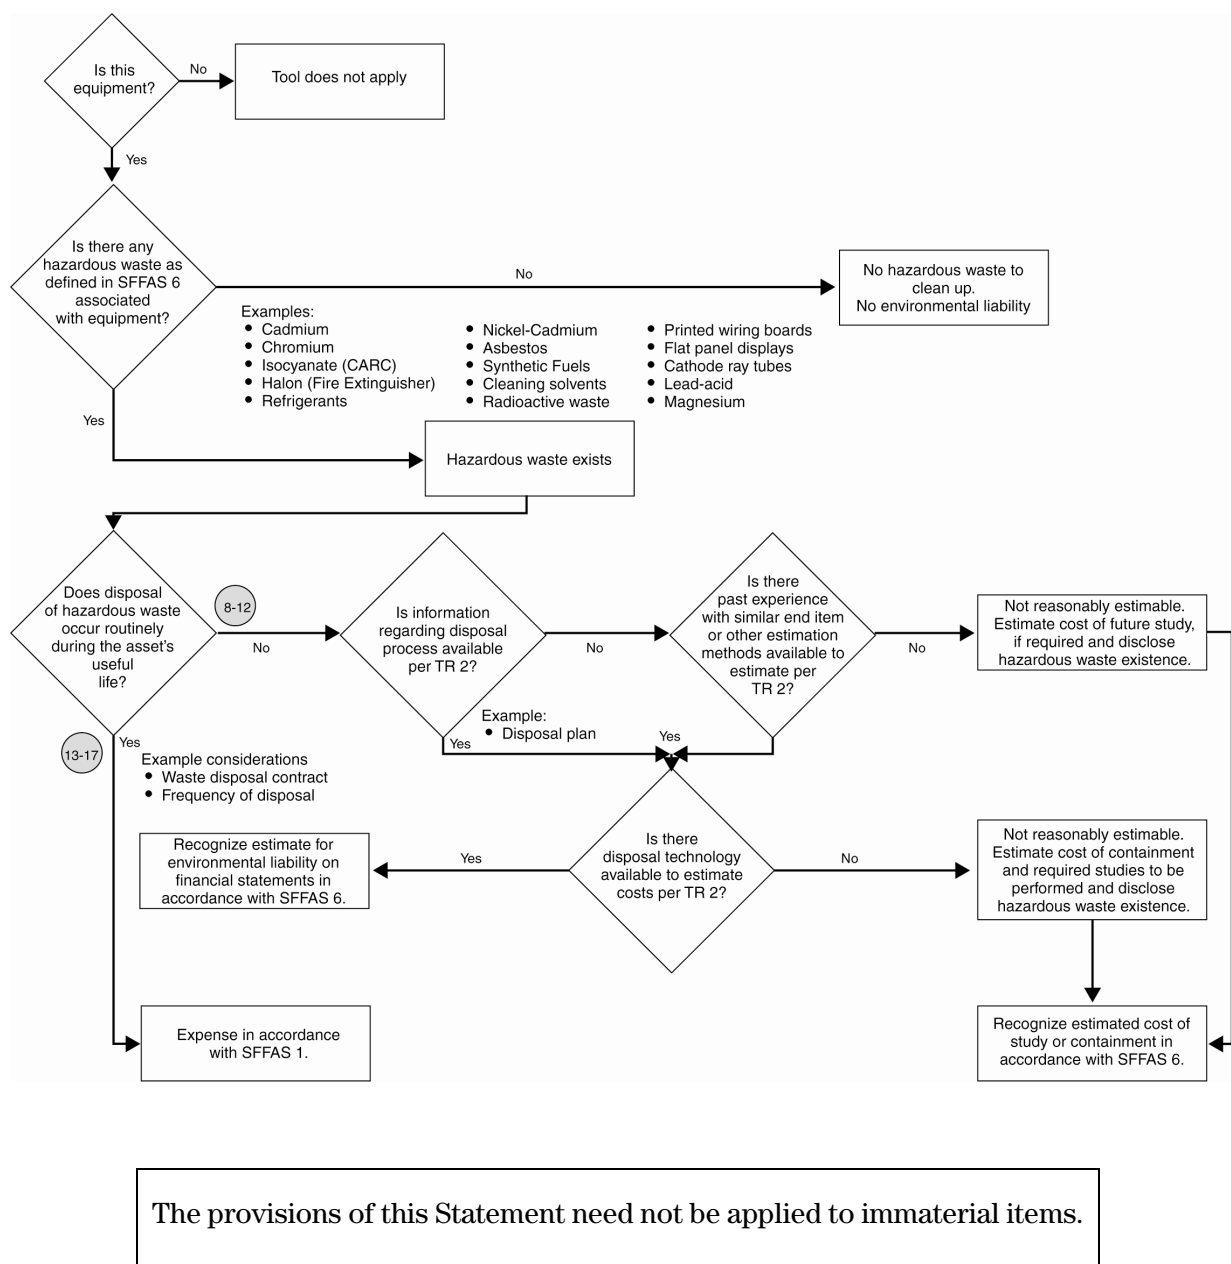 Is this
equipment?
No
Tool does not apply
Yes
Is there any
hazardous waste as
defined in SFFAS 6
associated
with equipment?
No
No hazardous waste to
clean up.
No environmental liability
Examples:
• Cadmium
• Chromium
• Isocyanate (CARC)
• Halon (Fire Extinguisher)
• Refrigerants
• Nickel-Cadmium
• Asbestos
• Synthetic Fuels
• Cleaning solvents
• Radioactive waste
• Printed wiring boards
• Flat panel displays
• Cathode ray tubes
• Lead-acid
• Magnesium
Yes
Hazardous waste exists
Does disposal
of hazardous waste
occur routinely
during the asset's
useful
life?
8-12
No
Is information
regarding disposal
process available
per TR 2?
No
Is there
past experience
with similar end item
or other estimation
methods available to
estimate per
TR 2?
No
Not reasonably estimable.
Estimate cost of future study,
if required and disclose
hazardous waste existence.
13-17
Yes
Example considerations
• Waste disposal contract
• Frequency of disposal
Yes
Example:
• Disposal plan
Yes
Is there
disposal technology
available to estimate
costs per TR 2?
Yes
Recognize estimate for
environmental liability on
financial statements in
accordance with SFFAS 6.
No
Not reasonably estimable.
Estimate cost of containment
and required studies to be
performed and disclose
hazardous waste existence.
Expense in accordance
with SFFAS 1.
Recognize estimated cost of
study or containment in
accordance with SFFAS 6.
The provisions of this Statement need not be applied to immaterial items.